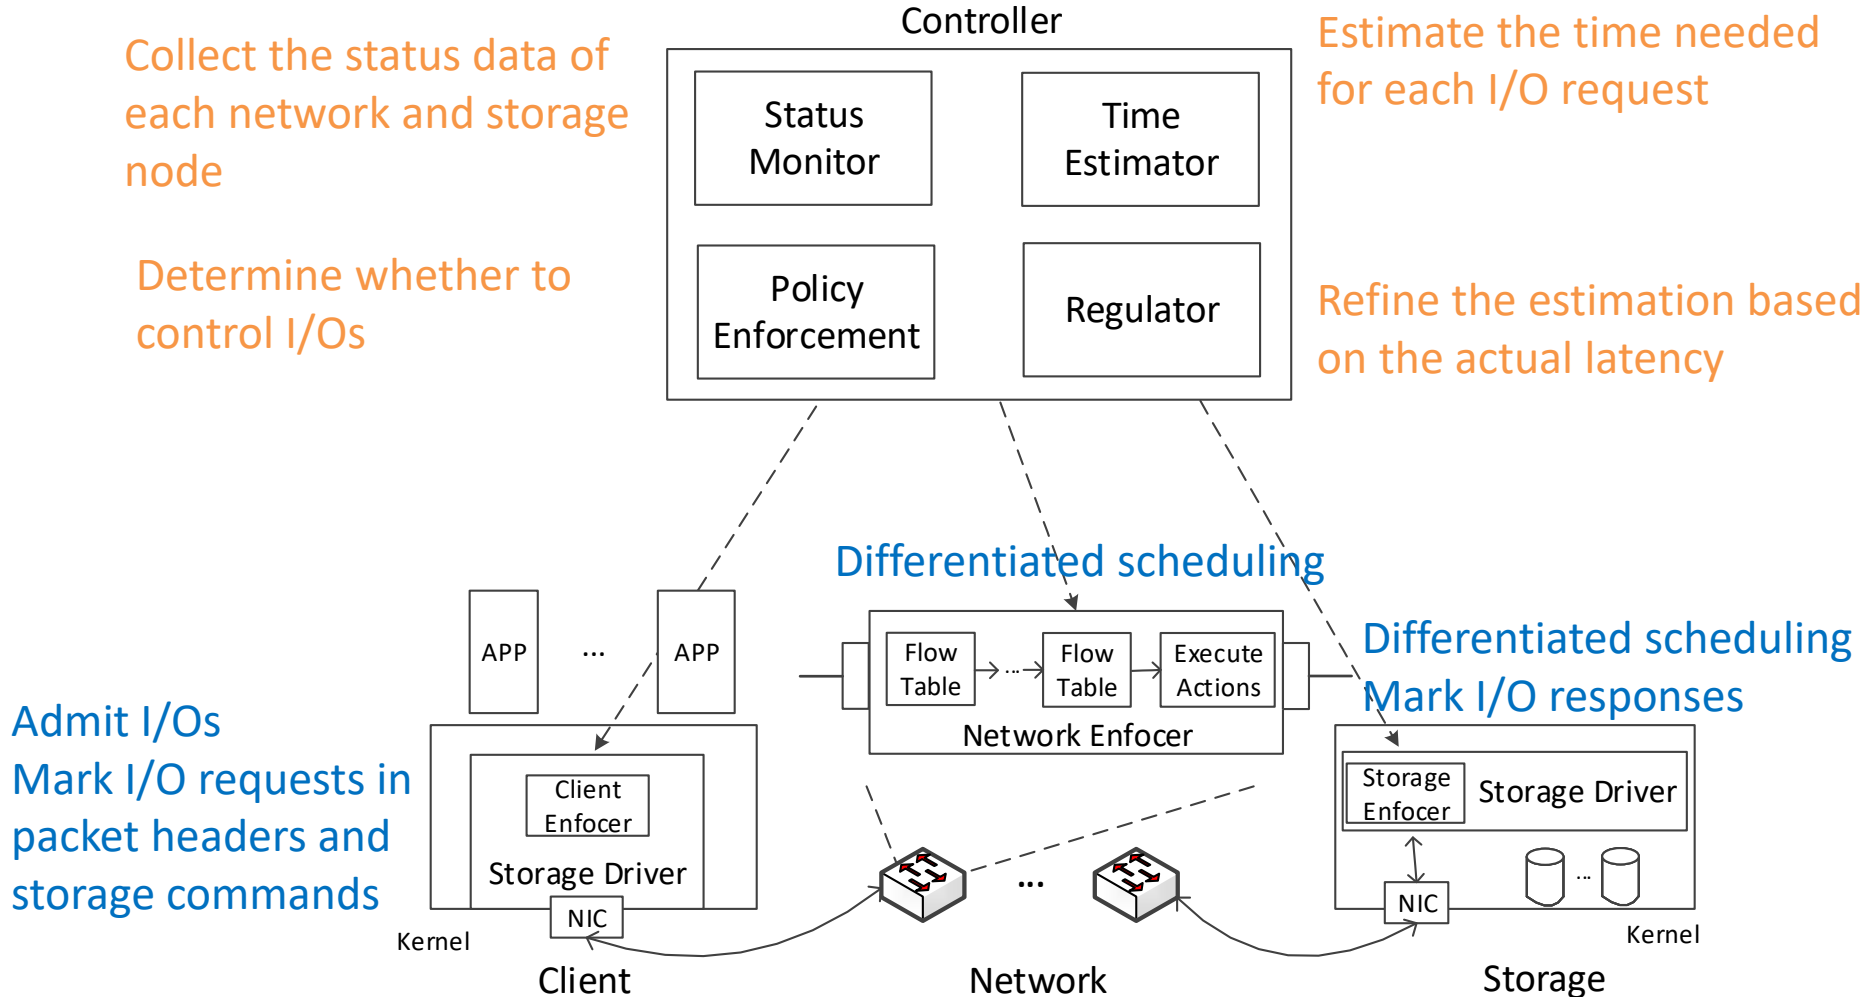 Controller
Collect the status data of
each network and storage
node
Estimate the time needed
for each I/O request
Status
Monitor
Time
Estimator
Determine whether to
control I/Os
Policy
Enforcement
Regulator
Refine the estimation based
on the actual latency
Differentiated scheduling
APP
...
APP
Flow
Table
...
Flow
Table
Execute
Actions
Network Enfocer
Differentiated scheduling
Mark I/O responses
Admit I/Os
Mark I/O requests in
packet headers and
storage commands
Client
Enfocer
Storage Driver
NIC
Kernel
Client
...
Network
Storage
Enfocer
Storage Driver
...
NIC
Kernel
Storage